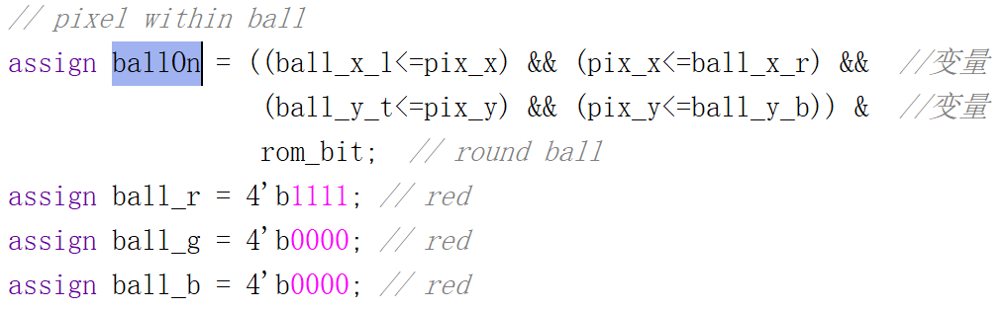 // pixel within ball
assign ballOn = ((ball_x_l<=pix_x) && (pix_x<=ball_x_r) && //变量
(ball_y_t<=pix_y) && (pix_y<=ball_y_b)) & //变量
rom_bit; // round ball
assign ball_r = 4'b1111; // red
assign ball_g = 4'b0000; // red
assign ball_b = 4'b0000; // red